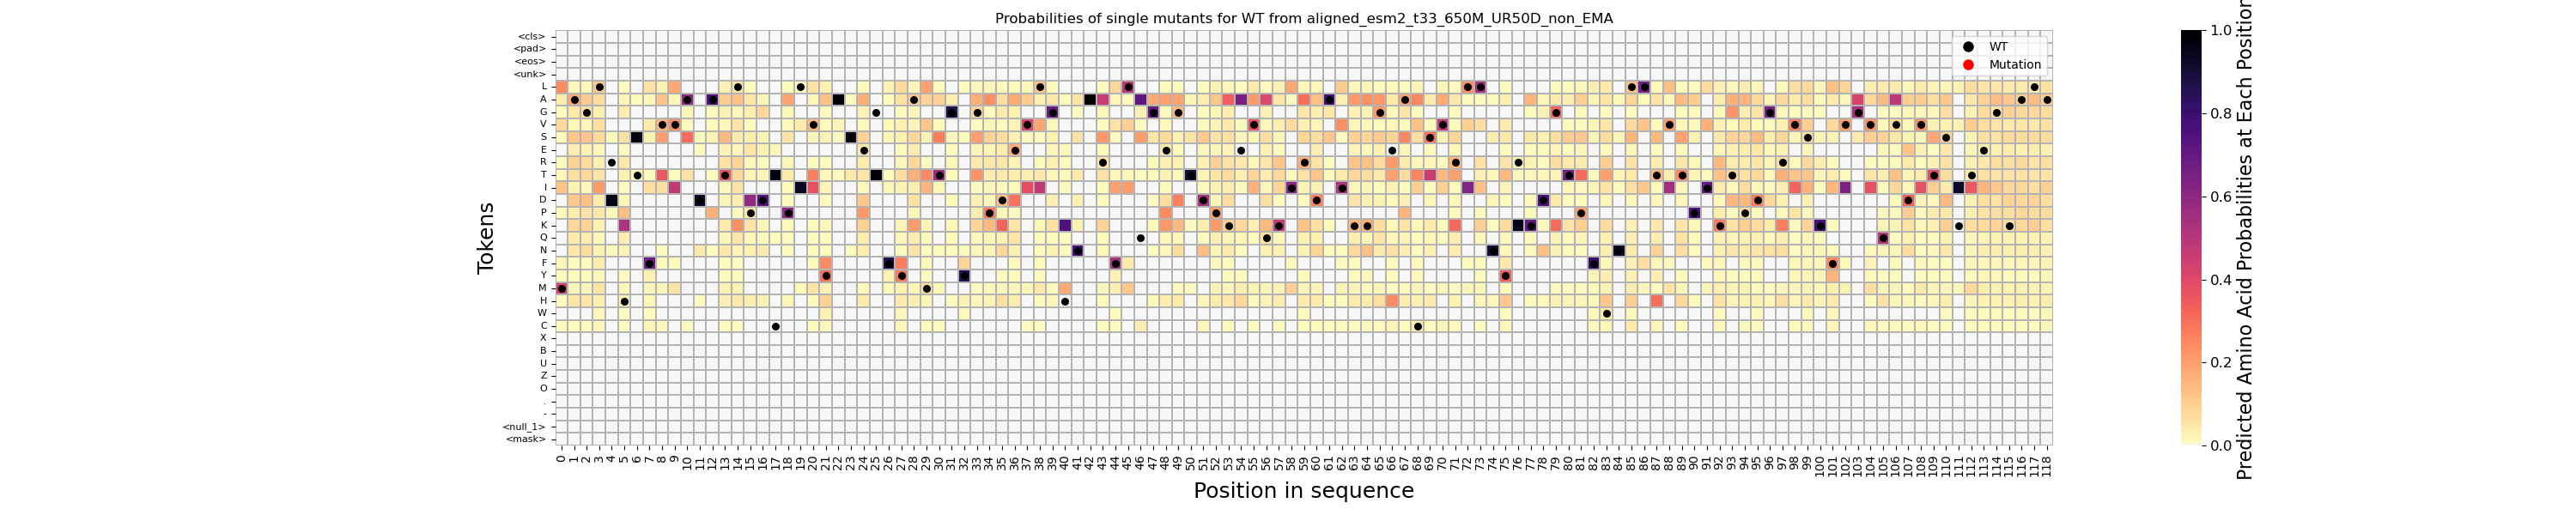 Probabilities of single mutants for WT from aligned_esm2_t33_650M_UR50D_non_EMA
Tokens
<cls>
<pad>
<eos>
<unk>
L
A
G
V
S
E
R
T
I
D
P
K
Q
N
F
Y
M
H
W
C
X
B
U
Z
O
.
-
<null_1>
<mask>
WT
Mutation
0 1 2 3 4 5 6 7 8 9 10 11 12 13 14 15 16 17 18 19 20 21 22 23 24 25 26 27 28 29 30 31 32 33 34 35 36 37 38 39 40 41 42 43 44 45 46 47 48 49 50 51 52 53 54 55 56 57 58 59 60 61 62 63 64 65 66 67 68 69 70 71 72 73 74 75 76 77 78 79 80 81 82 83 84 85 86 87 88 89 90 91 92 93 94 95 96 97 98 99 100 101 102 103 104 105 106 107 108 109 110 111 112 113 114 115 116 117 118
Position in sequence
1.0
0.8
0.6
0.4
0.2
0.0
Predicted Amino Acid Probabilities at Each Position